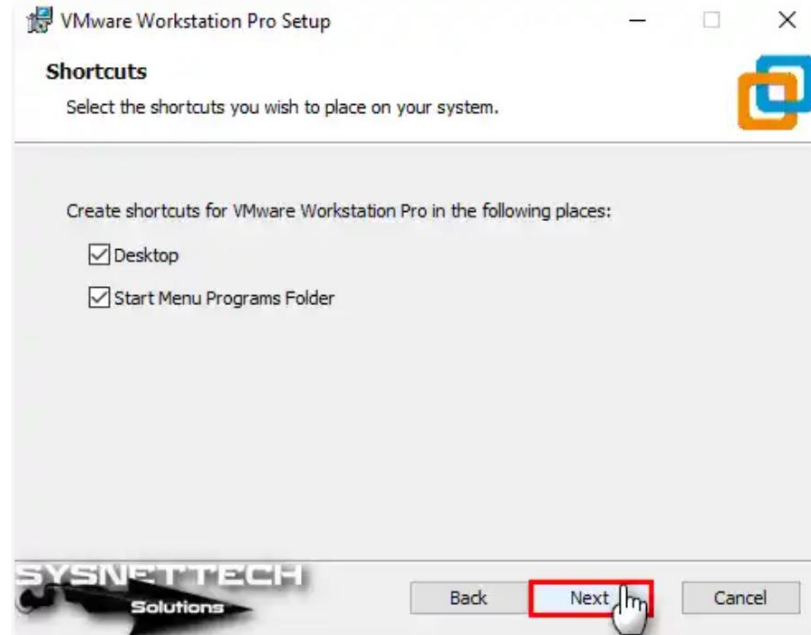 VMware Workstation Pro Setup
Shortcuts
Select the shortcuts you wish to place on your system.
Create shortcuts for VMware Workstation Pro in the following places:
Desktop
Start Menu Programs Folder
SYSNETTECH
Solutions
Back Next Cancel